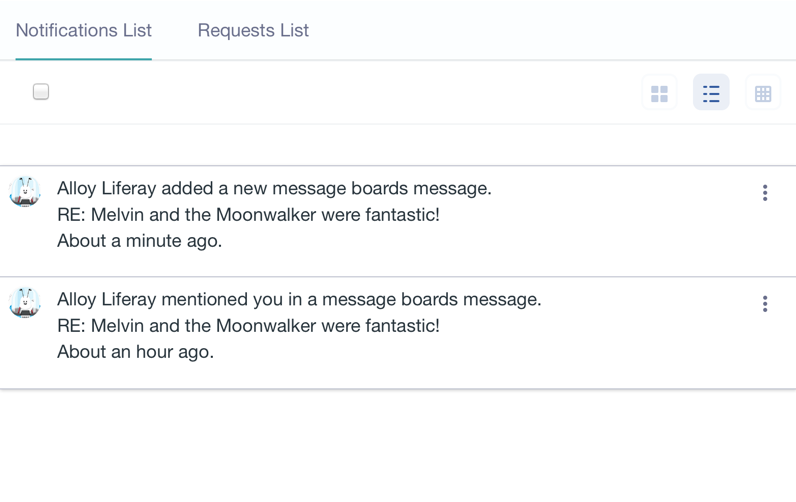 Notifications List
Requests List
Alloy Liferay added a new message boards message.
RE: Melvin and the Moonwalker were fantastic!
About a minute ago.
Alloy Liferay mentioned you in a message boards message.
RE: Melvin and the Moonwalker were fantastic!
About an hour ago.